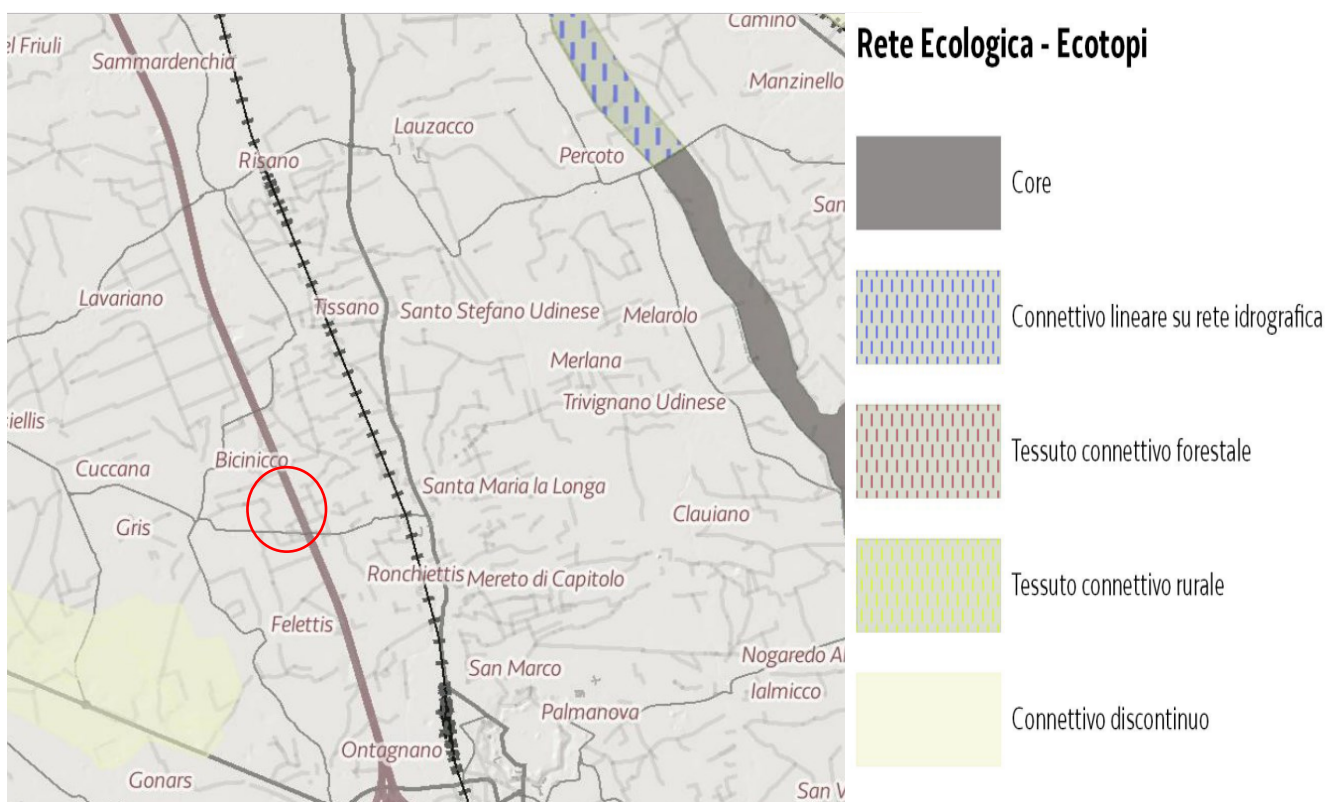 Camino
el Friuli
Sammardenchia
Manzinello
Lauzacco
Percoto
Risano
San
Lavariano
Tissano
Santo Stefano Udinese
Melarolo
Merlana
Trivignano Udinese
iellis
Cuccana
Bicinicco
Santa Maria la Longa
Gris
Clauiano
Ronchiettis
Mereto di Capitolo
Felettis
San Marco
Nogaredo Al
Ialmicco
Palmanova
Ontagnano
Gonars
San V
Rete Ecologica - Ecotopi
Core
Connettivo lineare su rete idrografica
Tessuto connettivo forestale
Tessuto connettivo rurale
Connettivo discontinuo